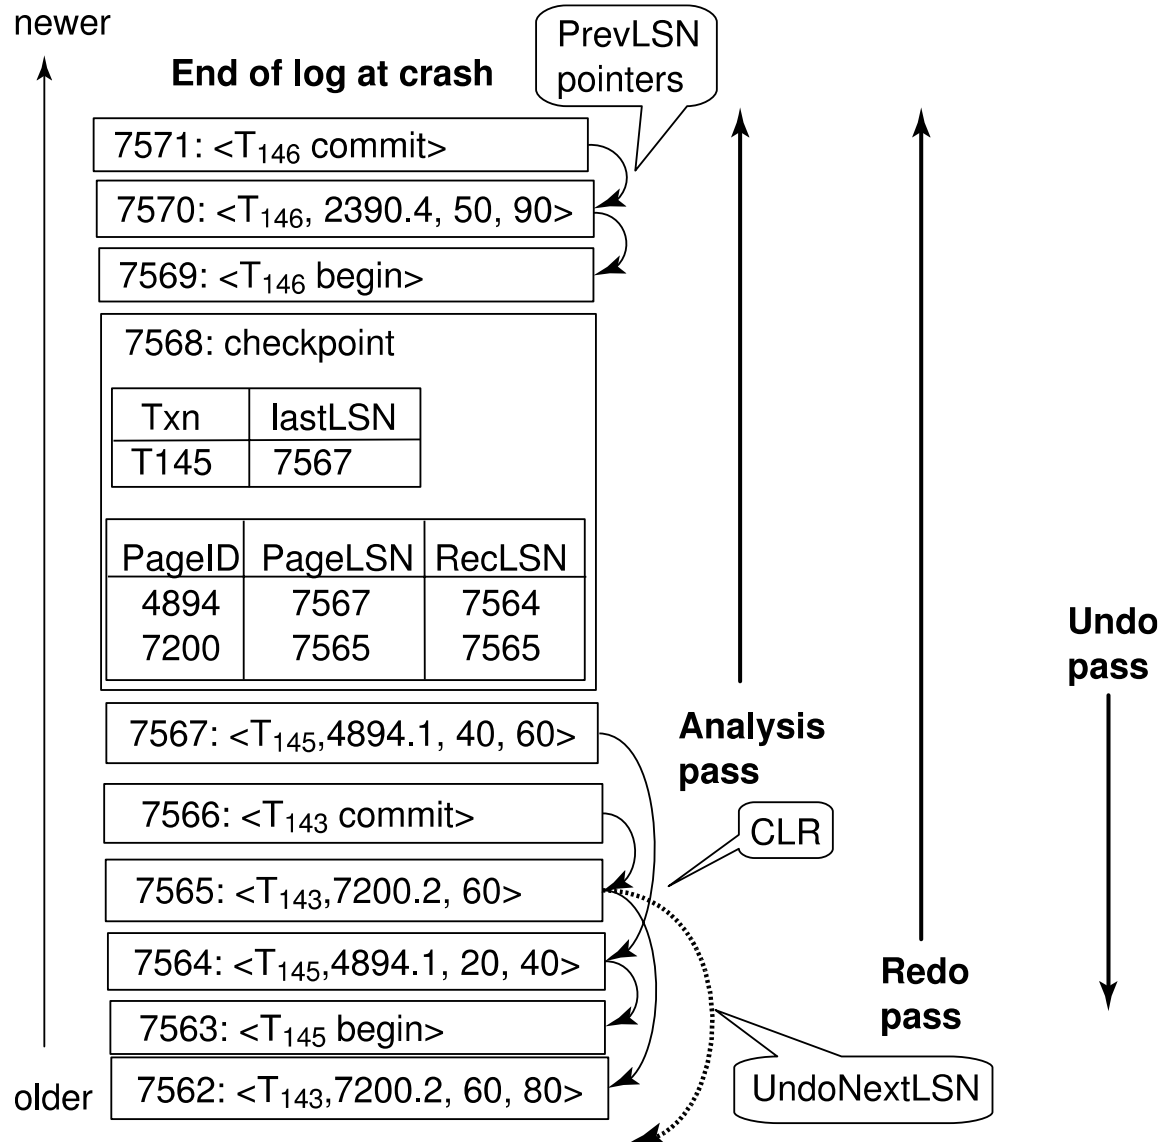 newer
End of log at crash
PrevLSN
pointers
7571: <T146 commit>
7570: <T146, 2390.4, 50, 90>
7569: <T146 begin>
7568: checkpoint
Txn lastLSN
T145 7567
PageID PageLSN RecLSN
4894 7567 7564
7200 7565 7565
7567: <T145,4894.1, 40, 60>
7566: <T143 commit>
7565: <T143,7200.2, 60>
7564: <T145,4894.1, 20, 40>
7563: <T145 begin>
7562: <T143,7200.2, 60, 80>
older
Analysis
pass
CLR
Redo
pass
UndoNextLSN
Undo
pass